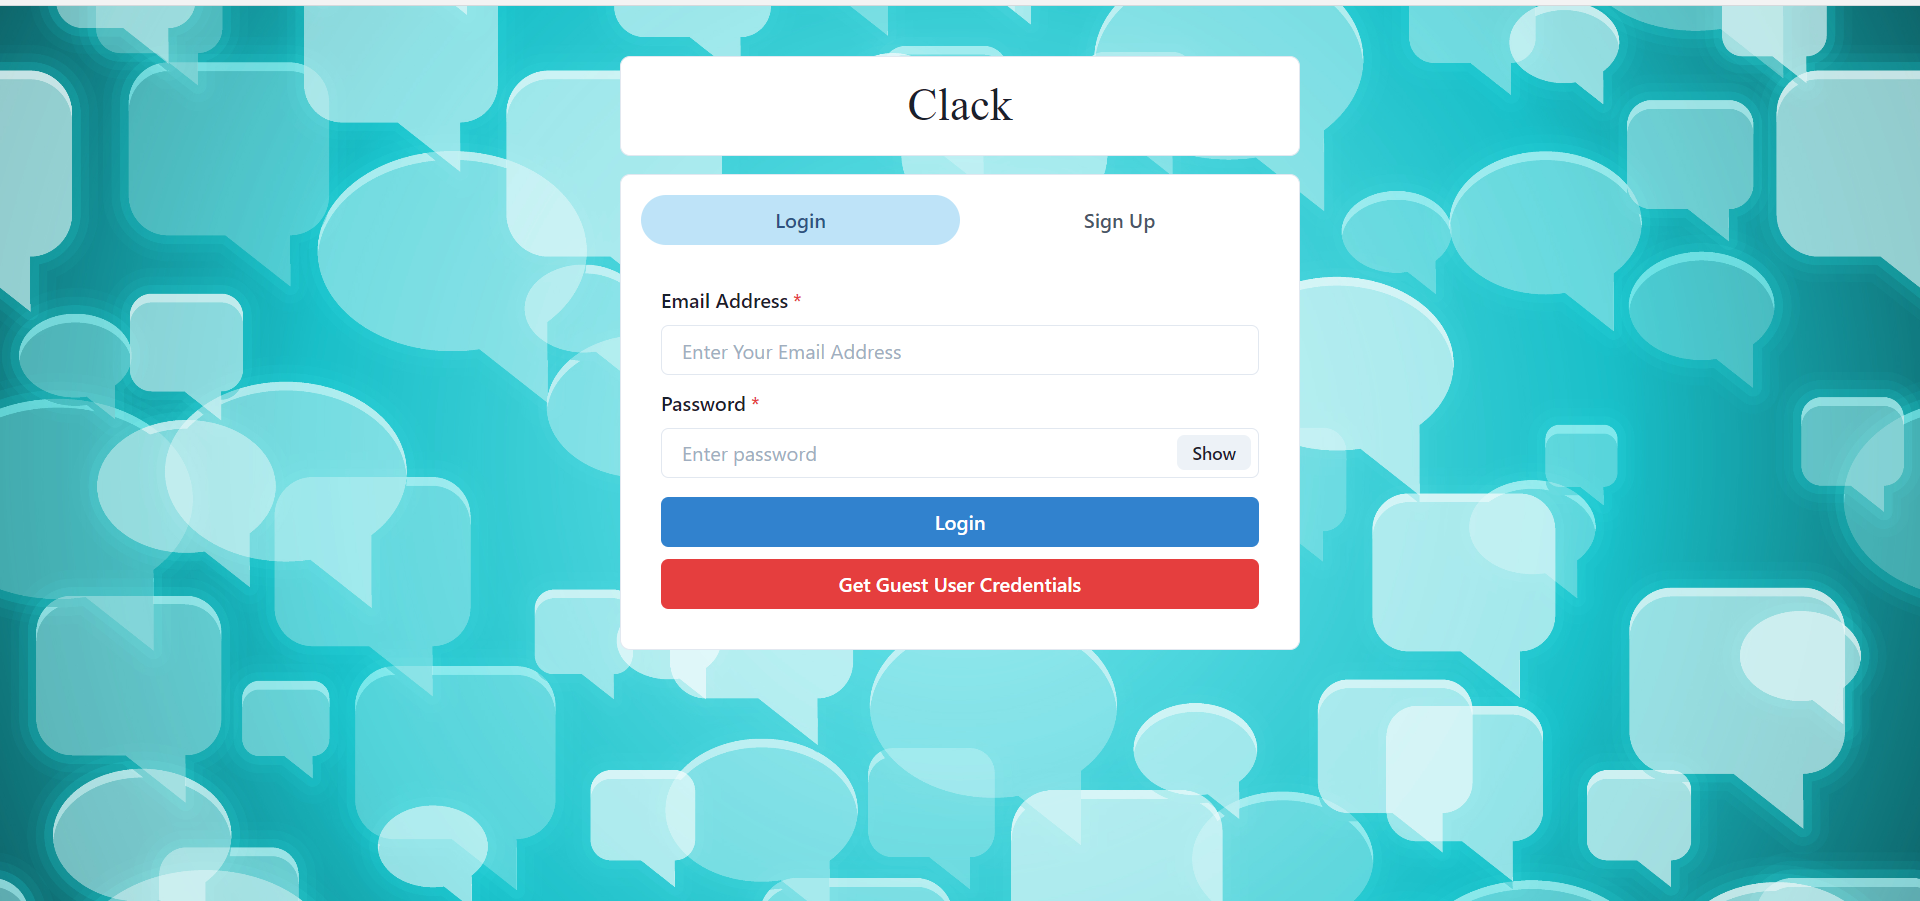 Clack
Login
Sign Up
Email Address *
Enter Your Email Address
Password *
Enter password
Show
Login
Get Guest User Credentials